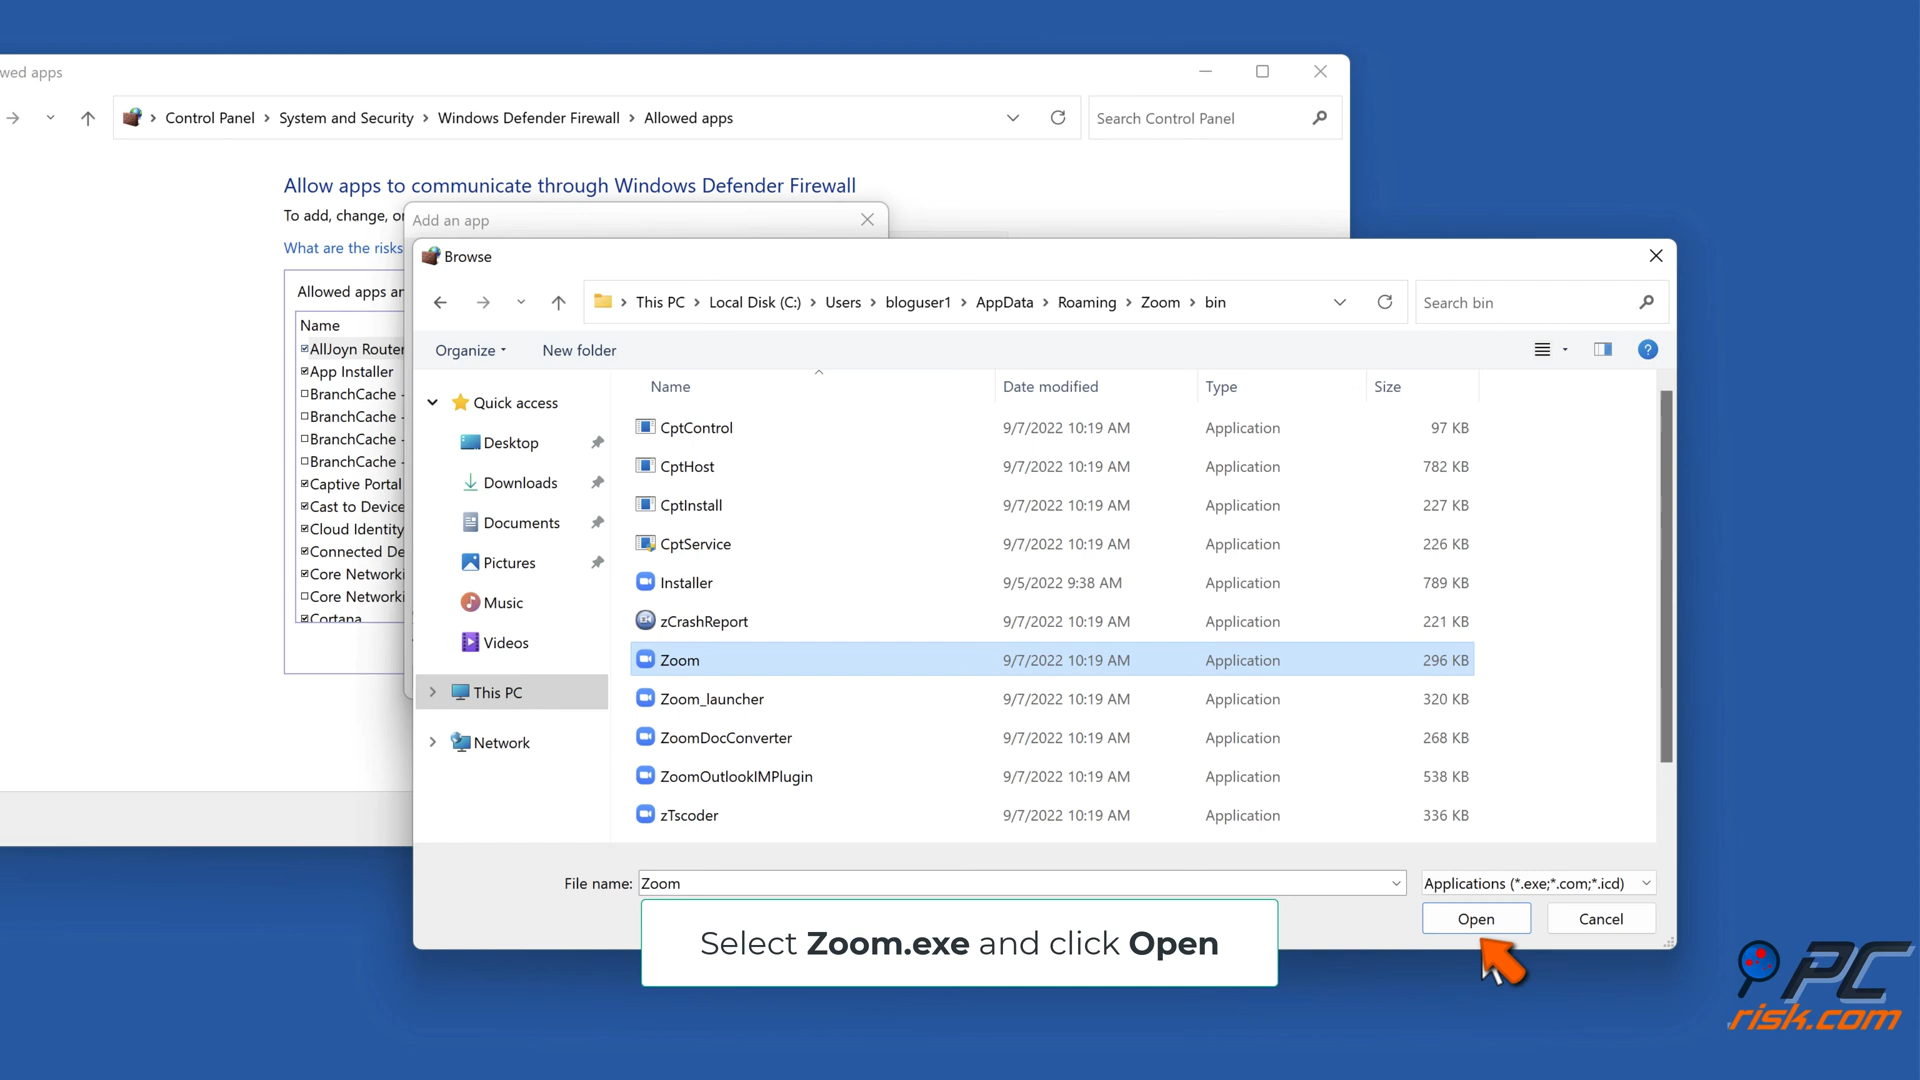 wed apps
Control Panel > System and Security > Windows Defender Firewall > Allowed apps
Search Control Panel
Allow apps to communicate through Windows Defender Firewall
To add, change, or
What are the risks
Add an app
Browse
This PC > Local Disk (C:) > Users > bloguser1 > AppData > Roaming > Zoom > bin
Search bin
Organize
New folder
Allowed apps an
Name
AllJoyn Router
App Installer
BranchCache -
BranchCache -
BranchCache -
BranchCache -
Captive Portal
Cast to Device
Cloud Identity
Connected De
Core Networki
Core Networki
Cortana
Quick access
Desktop
Downloads
Documents
Pictures
Music
Videos
This PC
Network
Name Date modified Type Size
CptControl 9/7/2022 10:19 AM Application 97 KB
CptHost 9/7/2022 10:19 AM Application 782 KB
CptInstall 9/7/2022 10:19 AM Application 227 KB
CptService 9/7/2022 10:19 AM Application 226 KB
Installer 9/5/2022 9:38 AM Application 789 KB
zCrashReport 9/7/2022 10:19 AM Application 221 KB
Zoom 9/7/2022 10:19 AM Application 296 KB
Zoom_launcher 9/7/2022 10:19 AM Application 320 KB
ZoomDocConverter 9/7/2022 10:19 AM Application 268 KB
ZoomOutlookIMPlugin 9/7/2022 10:19 AM Application 538 KB
zTscoder 9/7/2022 10:19 AM Application 336 KB
File name: Zoom
Applications (*.exe;*.com;*.icd)
Open
Cancel
Select Zoom.exe and click Open
PC
risk.com